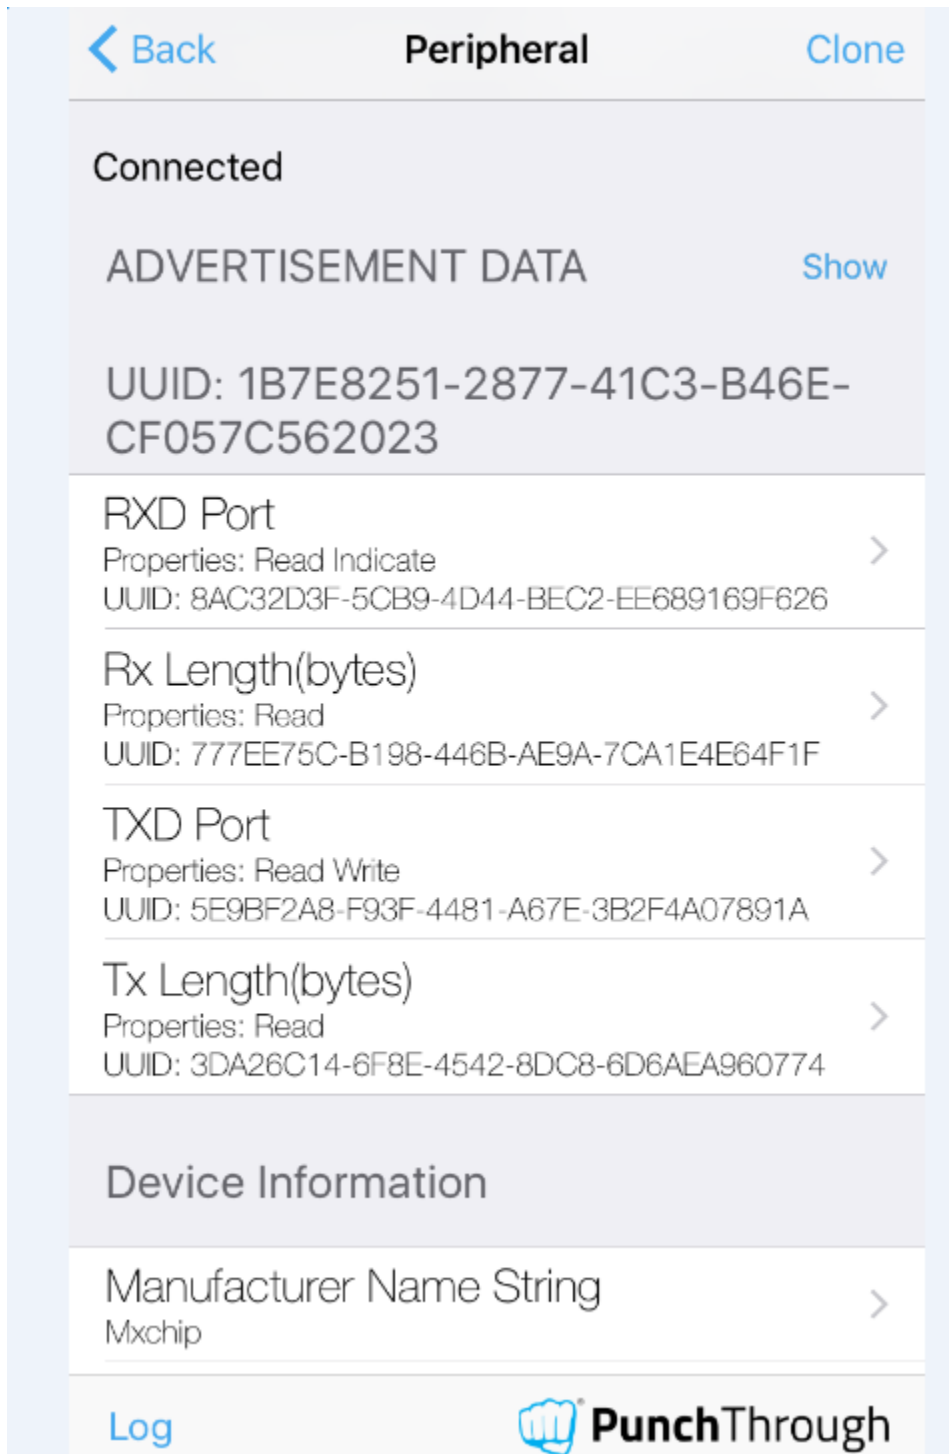 Back Peripheral Clone
Connected
ADVERTISEMENT DATA Show
UUID: 1B7E8251-2877-41C3-B46E-
CF057C562023
RXD Port
Properties: Read Indicate
UUID: 8AC32D3F-5CB9-4D44-BEC2-EE689169F626
Rx Length(bytes)
Properties: Read
UUID: 777EE75C-B198-446B-AE9A-7CA1E4E64F1F
TXD Port
Properties: Read Write
UUID: 5E9BF2A8-F93F-4481-A67E-3B2F4A07891A
Tx Length(bytes)
Properties: Read
UUID: 3DA26C14-6F8E-4542-8DC8-6D6AEA960774
Device Information
Manufacturer Name String
Mxchip
Log PunchThrough